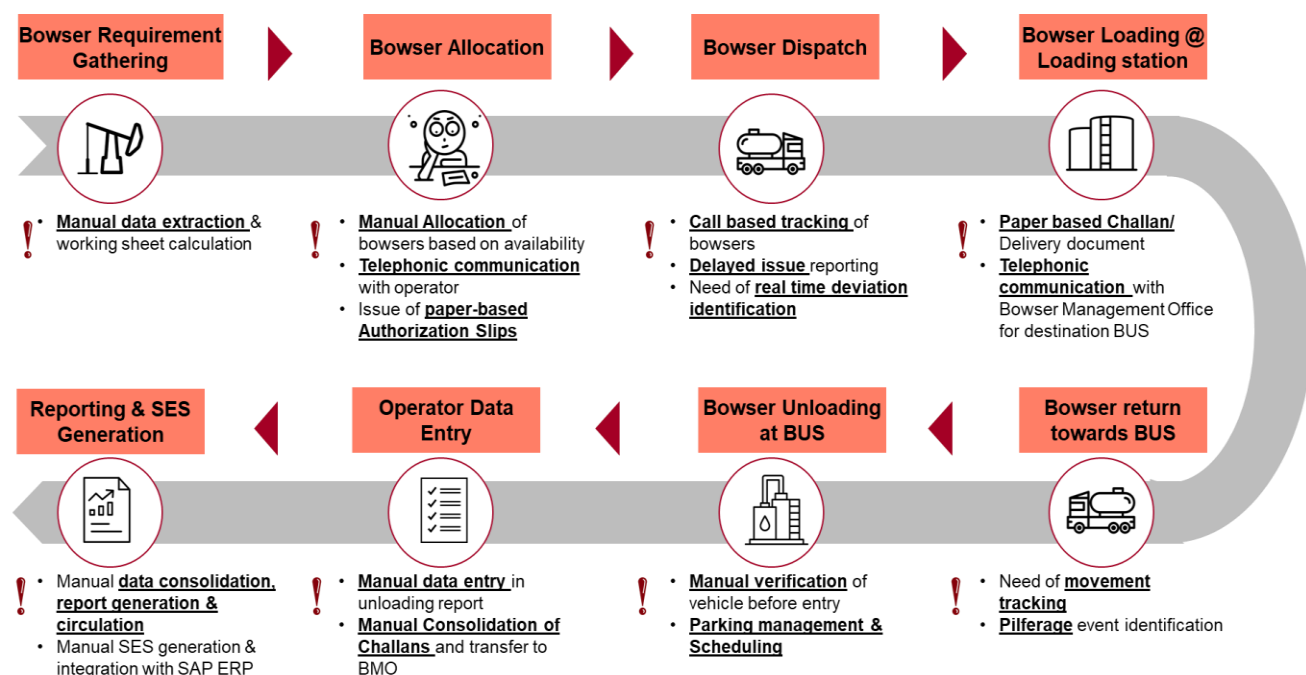 Bowser Requirement
Gathering
Bowser Allocation
Bowser Dispatch
Bowser Loading @
Loading station
• Manual data extraction &
working sheet calculation
• Manual Allocation of
bowsers based on availability
• Telephonic communication
with operator
• Issue of paper-based
Authorization Slips
• Call based tracking of
bowsers
• Delayed issue reporting
• Need of real time deviation
identification
• Paper based Challan/
Delivery document
• Telephonic
communication with
Bowser Management Office
for destination BUS
Reporting & SES
Generation
Operator Data
Entry
Bowser Unloading
at BUS
Bowser return
towards BUS
• Manual data consolidation,
report generation &
circulation
• Manual SES generation &
integration with SAP ERP
• Manual data entry in
unloading report
• Manual Consolidation of
Challans and transfer to
BMO
• Manual verification of
vehicle before entry
• Parking management &
Scheduling
• Need of movement
tracking
• Pilferage event identification